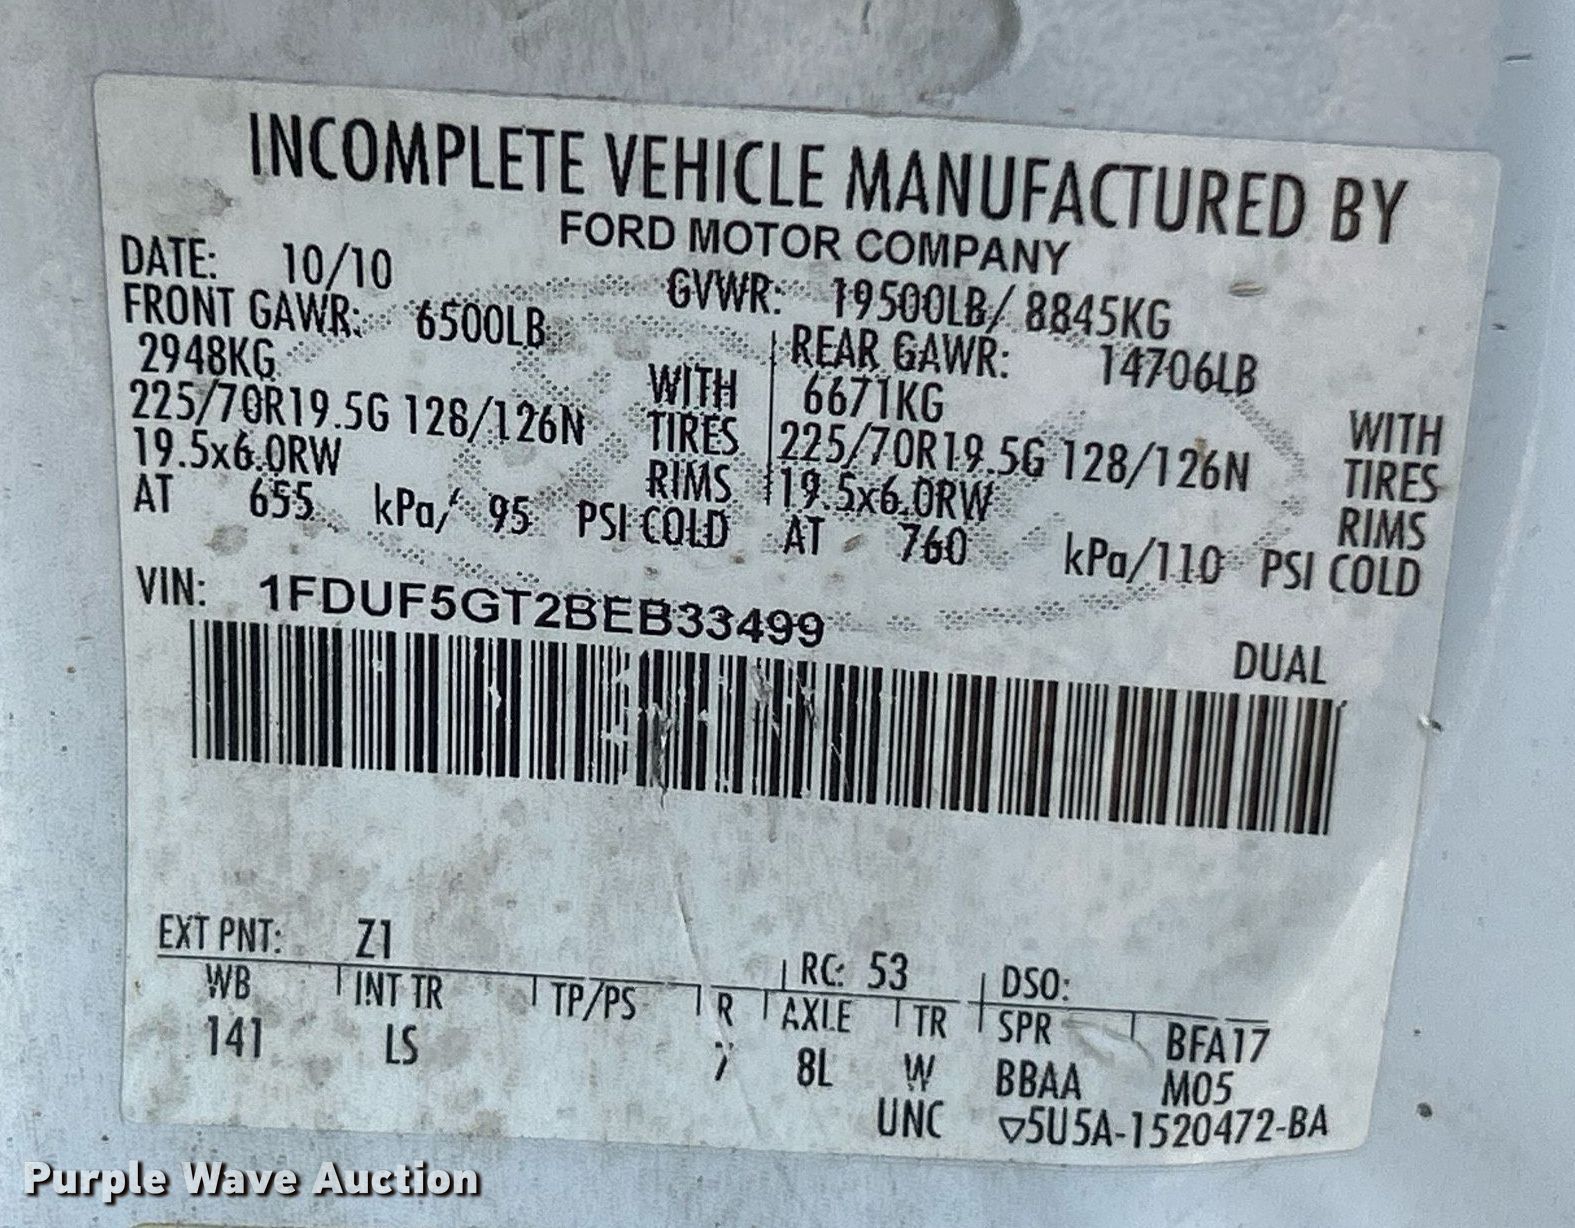 INCOMPLETE VEHICLE MANUFACTURED BY
FORD MOTOR COMPANY
DATE: 10/10 GVWR: 19500LB/ 8845KG
FRONT GAWR: 6500LB REAR GAWR: 14706LB
2948KG WITH 6671KG WITH
225/70R19.5G 128/126N TIRES 225/70R19.5G 128/126N TIRES
19.5x6.0RW RIMS 19.5x6.0RW RIMS
AT 655 kPa/ 95 PSI COLD AT 760 kPa/110 PSI COLD
VIN: 1FDUF5GT2BEB33499
DUAL
EXT PNT: Z1 RC: 53 DSO:
WB INT TR TP/PS R AXLE TR SPR BFA17
141 LS 7 8L W BBAA M05
UNC ▽5U5A-1520472-BA
Purple Wave Auction